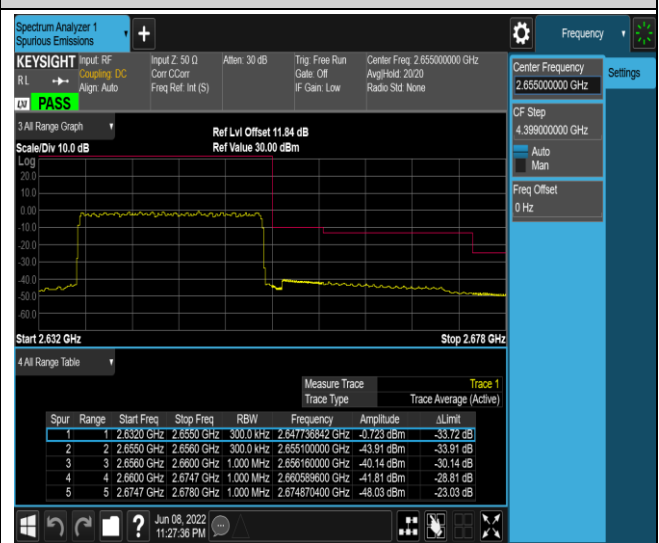 Spectrum Analyzer 1
Spurious Emissions
Frequency
KEYSIGHT
RL
LXI
PASS
Input: RF
Coupling: DC
Align: Auto
Input Z: 50 Ω
Corr CCorr
Freq Ref: Int (S)
Atten: 30 dB
Trig: Free Run
Gate: Off
IF Gain: Low
Center Freq: 2.655000000 GHz
Avg|Hold: 20/20
Radio Std: None
Center Frequency
2.655000000 GHz
Settings
CF Step
4.399000000 GHz
Auto
Man
Freq Offset
0 Hz
3 All Range Graph
Scale/Div 10.0 dB
Ref Lvl Offset 11.84 dB
Ref Value 30.00 dBm
Log
20.0
10.0
0.00
-10.0
-20.0
-30.0
-40.0
-50.0
-60.0
Start 2.632 GHz
Stop 2.678 GHz
4 All Range Table
Measure Trace Trace 1
Trace Type Trace Average (Active)
Spur Range Start Freq Stop Freq RBW Frequency Amplitude ΔLimit
1 1 2.6320 GHz 2.6550 GHz 300.0 kHz 2.647736842 GHz -0.723 dBm -33.72 dB
2 2 2.6550 GHz 2.6560 GHz 300.0 kHz 2.655100000 GHz -43.91 dBm -33.91 dB
3 3 2.6560 GHz 2.6600 GHz 1.000 MHz 2.656160000 GHz -40.14 dBm -30.14 dB
4 4 2.6600 GHz 2.6747 GHz 1.000 MHz 2.660589600 GHz -41.81 dBm -28.81 dB
5 5 2.6747 GHz 2.6780 GHz 1.000 MHz 2.674870400 GHz -48.03 dBm -23.03 dB
Jun 08, 2022
11:27:36 PM